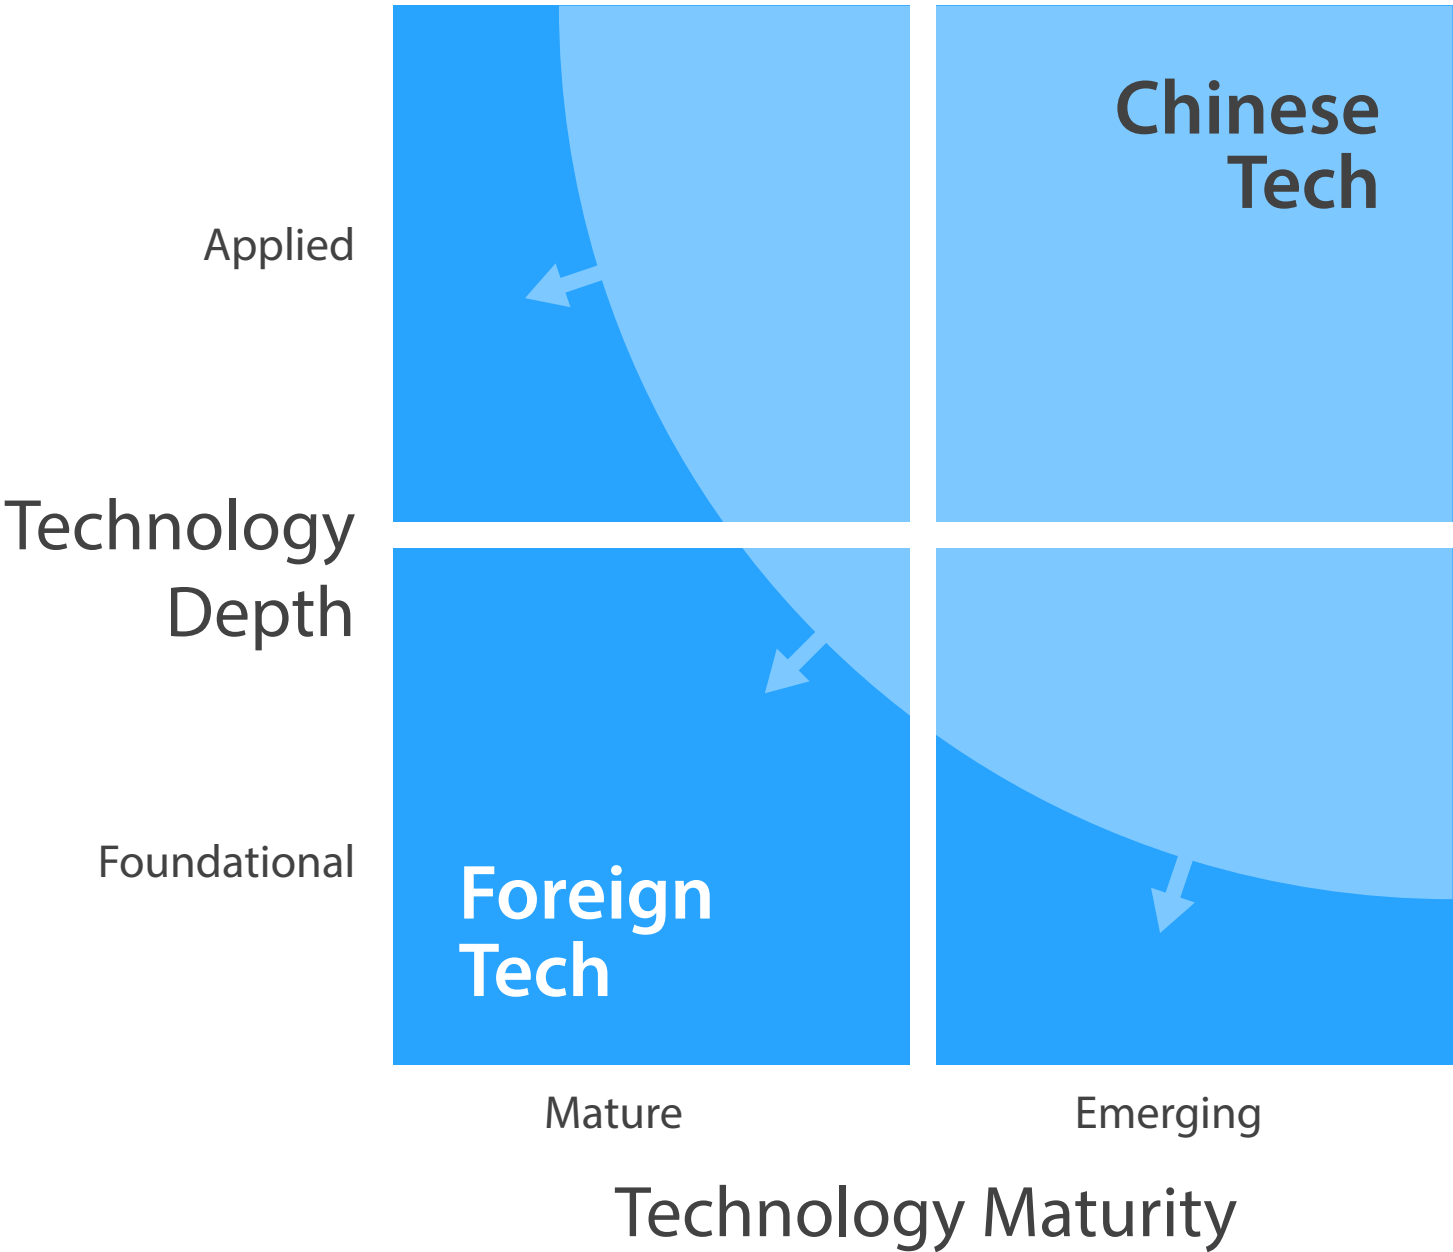 Chinese
Tech
Applied
Technology
Depth
Foundational
Foreign
Tech
Mature
Emerging
Technology Maturity